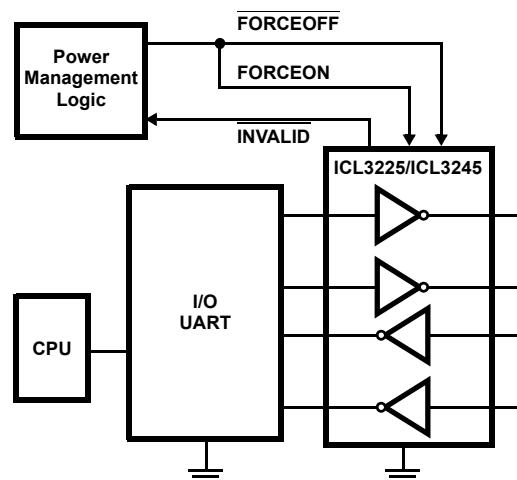 FORCEOFF
Power
Management
Logic
FORCEON
INVALID
ICL3225/ICL3245
I/O
UART
CPU